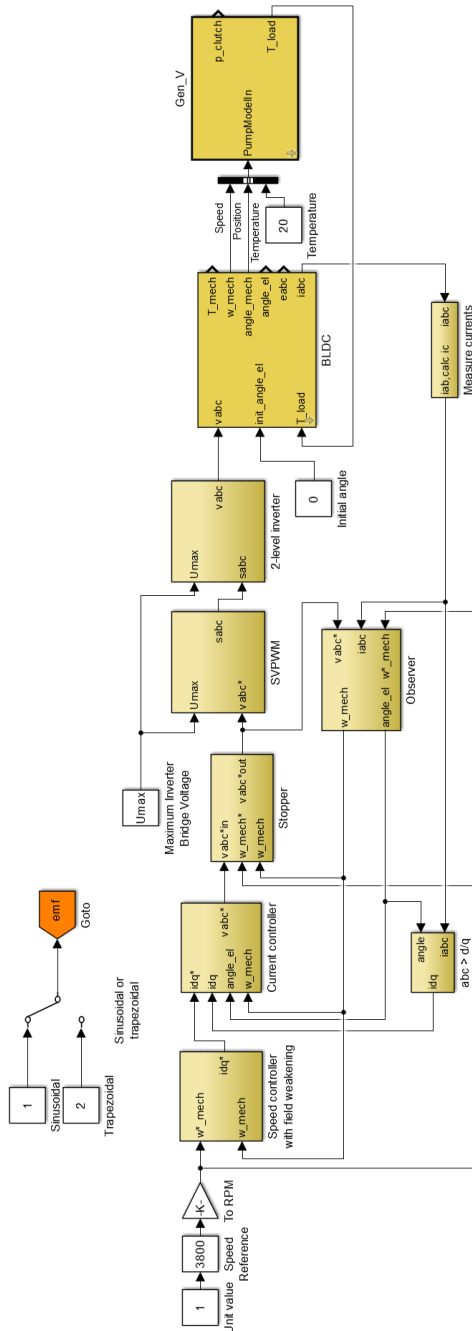 1
Sinusoidal
2
Trapezoidal
Sinusoidal or
trapezoidal
emf
Goto
1
Unit value
3800
Speed
Reference
-K-
To RPM
w*_mech
w_mech
idq*
Speed controller
with field weakening
idq*
idq
angle_el
w_mech
vabc*
Current controller
vabc*in
w_mech*
w_mech
vabc*out
Stopper
Umax
Maximum Inverter
Bridge Voltage
Umax
vabc*
sabc
SVPWM
Umax
sabc
vabc
2-level inverter
0
Initial angle
vabc
init_angle_el
T_load
T_mech
w_mech
angle_mech
angle_el
eabc
iabc
BLDC
Speed
Position
Temperature
20
Temperature
PumpModelIn
p_clutch
T_load
Gen_V
idq
angle
iabc
abc > d/q
w_mech
angle_el
vabc*
iabc
w*_mech
Observer
iab,calc ic
iabc
Measure currents